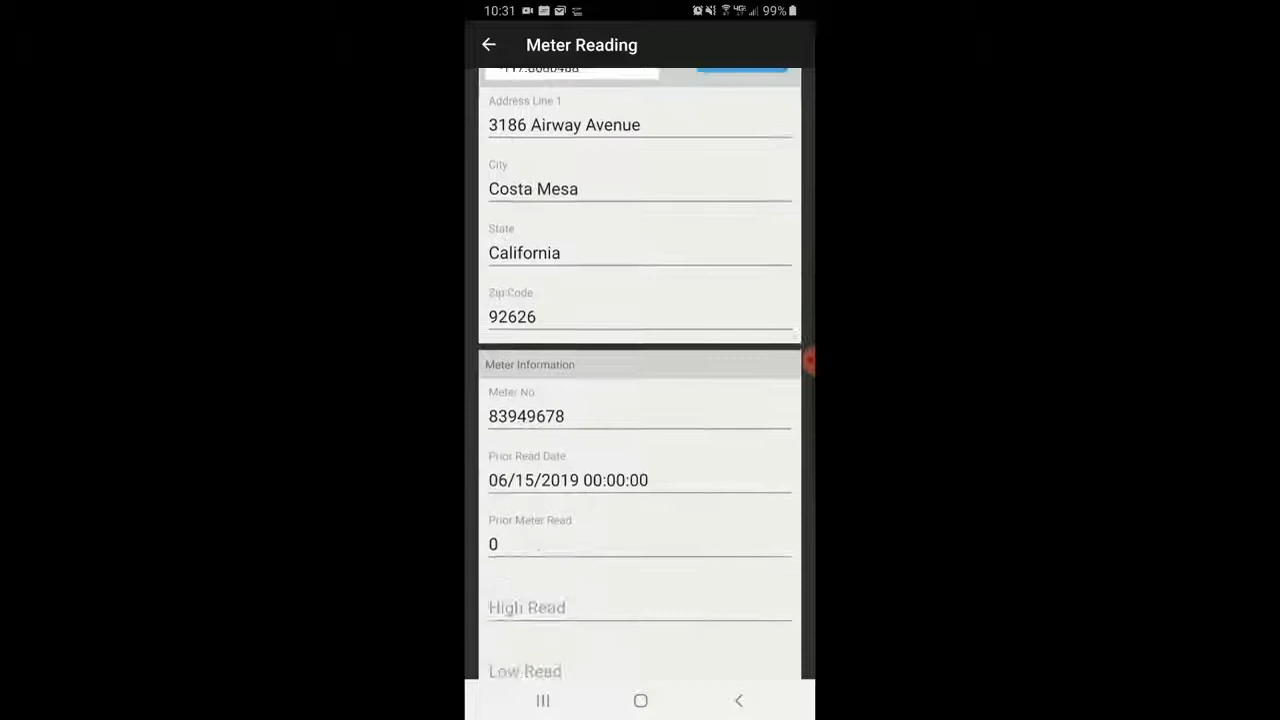 10:31 99%
Meter Reading
Address Line 1
3186 Airway Avenue
City
Costa Mesa
State
California
Zip Code
92626
Meter Information
Meter No
83949678
Prior Read Date
06/15/2019 00:00:00
Prior Meter Read
0
High Read
Low Read